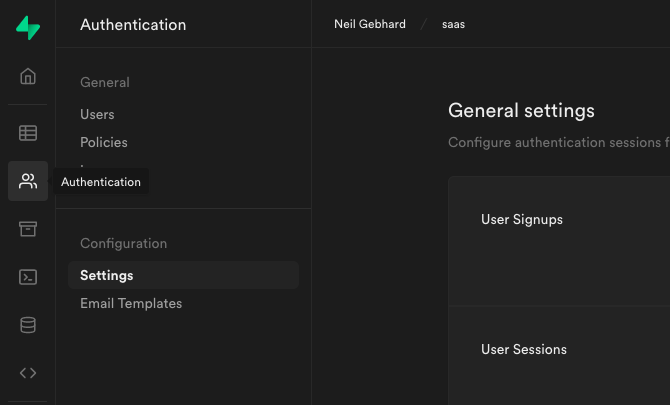 Authentication
Neil Gebhard / saas
General
Users
Policies
Authentication
Configuration
Settings
Email Templates
General settings
Configure authentication sessions f
User Signups
User Sessions